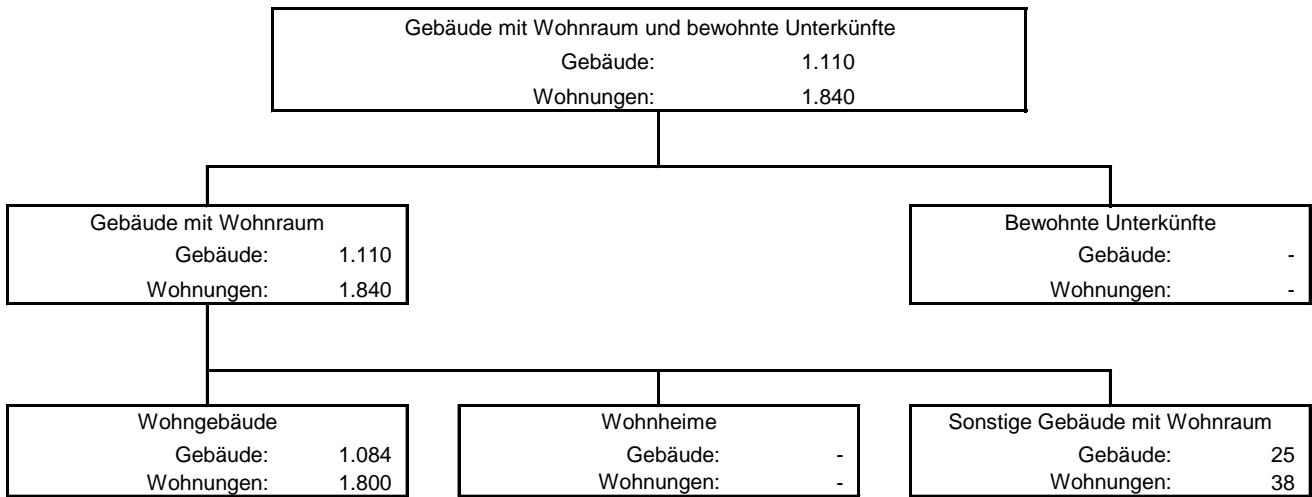 Gebäude mit Wohnraum und bewohnte Unterkünfte
Gebäude: 1.110
Wohnungen: 1.840
Gebäude mit Wohnraum
Gebäude: 1.110
Wohnungen: 1.840
Bewohnte Unterkünfte
Gebäude: -
Wohnungen: -
Wohngebäude
Gebäude: 1.084
Wohnungen: 1.800
Wohnheime
Gebäude: -
Wohnungen: -
Sonstige Gebäude mit Wohnraum
Gebäude: 25
Wohnungen: 38